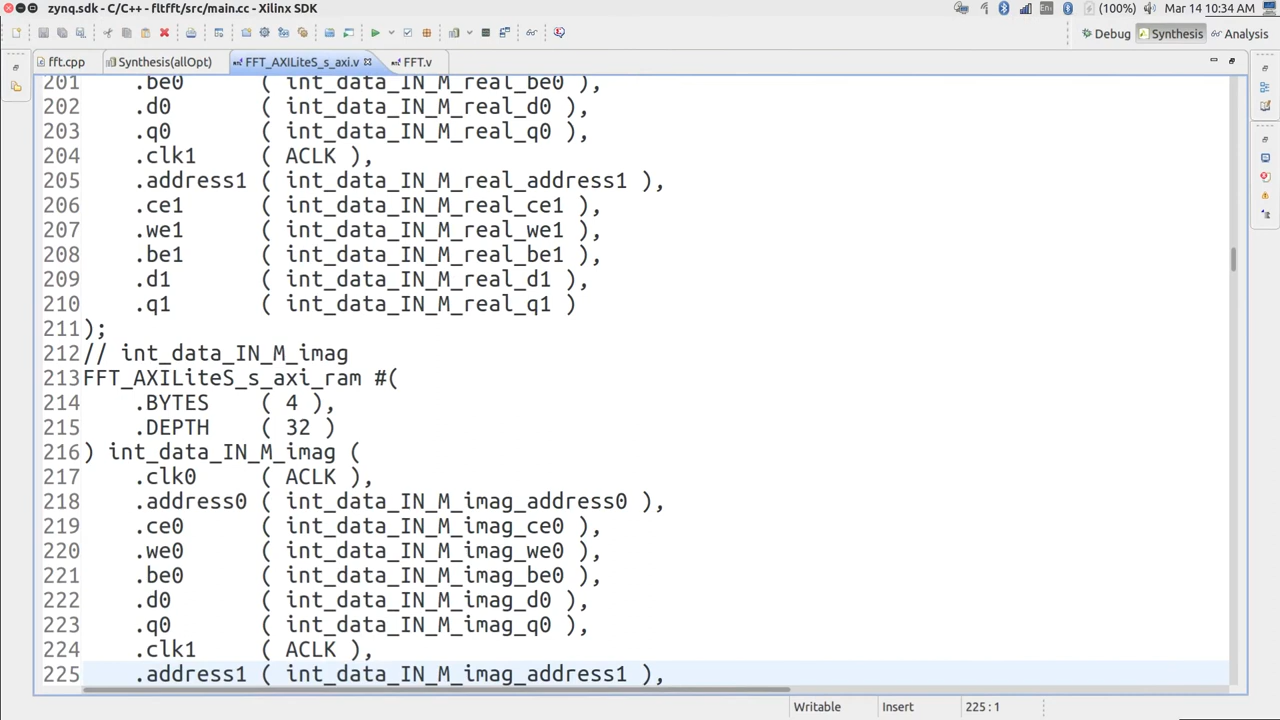 zynq.sdk - C/C++ - fltfft/src/main.cc - Xilinx SDK
En (100%) Mar 14 10:34 AM
Debug Synthesis Analysis
fft.cpp Synthesis(allOpt) FFT_AXILiteS_s_axi.v FFT.v
201 .be0 ( int_data_IN_M_real_be0 ),
202 .d0 ( int_data_IN_M_real_d0 ),
203 .q0 ( int_data_IN_M_real_q0 ),
204 .clk1 ( ACLK ),
205 .address1 ( int_data_IN_M_real_address1 ),
206 .ce1 ( int_data_IN_M_real_ce1 ),
207 .we1 ( int_data_IN_M_real_we1 ),
208 .be1 ( int_data_IN_M_real_be1 ),
209 .d1 ( int_data_IN_M_real_d1 ),
210 .q1 ( int_data_IN_M_real_q1 )
211 );
212 // int_data_IN_M_imag
213 FFT_AXILiteS_s_axi_ram #(
214 .BYTES ( 4 ),
215 .DEPTH ( 32 )
216 ) int_data_IN_M_imag (
217 .clk0 ( ACLK ),
218 .address0 ( int_data_IN_M_imag_address0 ),
219 .ce0 ( int_data_IN_M_imag_ce0 ),
220 .we0 ( int_data_IN_M_imag_we0 ),
221 .be0 ( int_data_IN_M_imag_be0 ),
222 .d0 ( int_data_IN_M_imag_d0 ),
223 .q0 ( int_data_IN_M_imag_q0 ),
224 .clk1 ( ACLK ),
225 .address1 ( int_data_IN_M_imag_address1 ),
Writable Insert 225 : 1